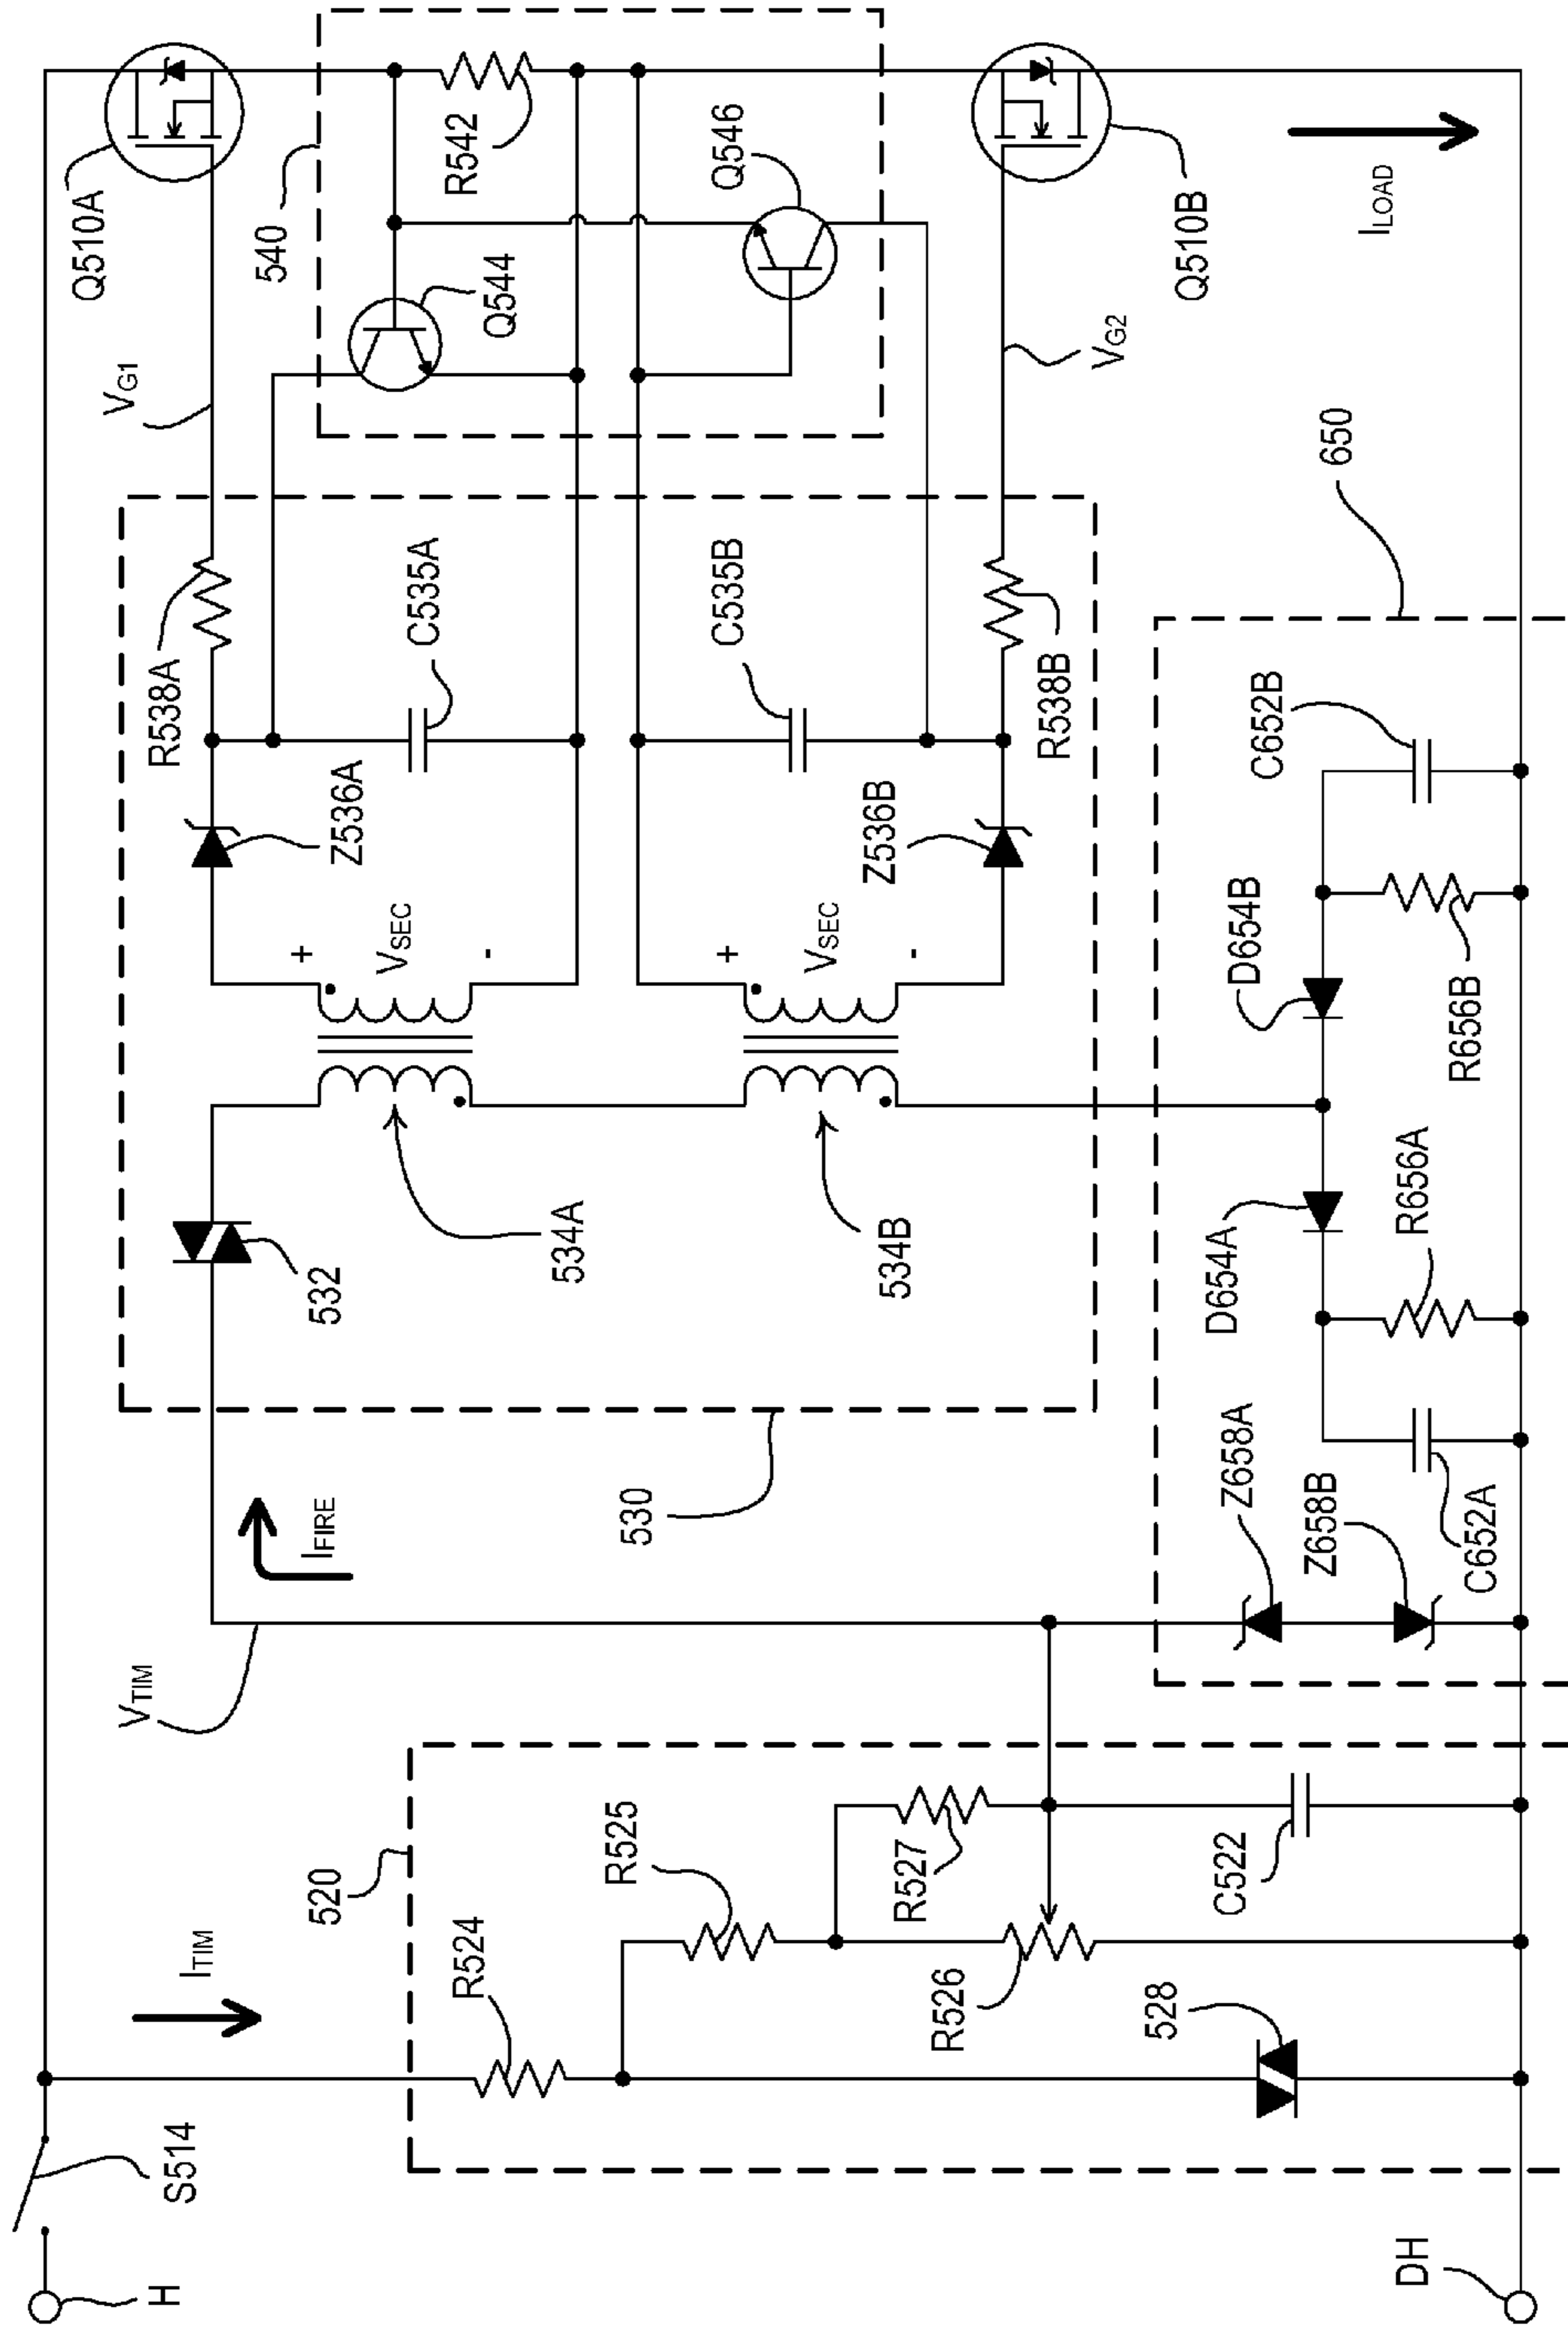 H
S514
I_TIM
V_TIM
I_FIRE
520
R524
R525
R526
R527
528
C522
DH
530
532
534A
534B
+
V_SEC
-
+
V_SEC
-
Z536A
Z536B
R538A
R538B
C535A
C535B
V_G1
V_G2
Q510A
540
R542
Q544
Q546
Q510B
I_LOAD
650
Z658A
Z658B
C652A
D654A
R656A
D654B
R656B
C652B